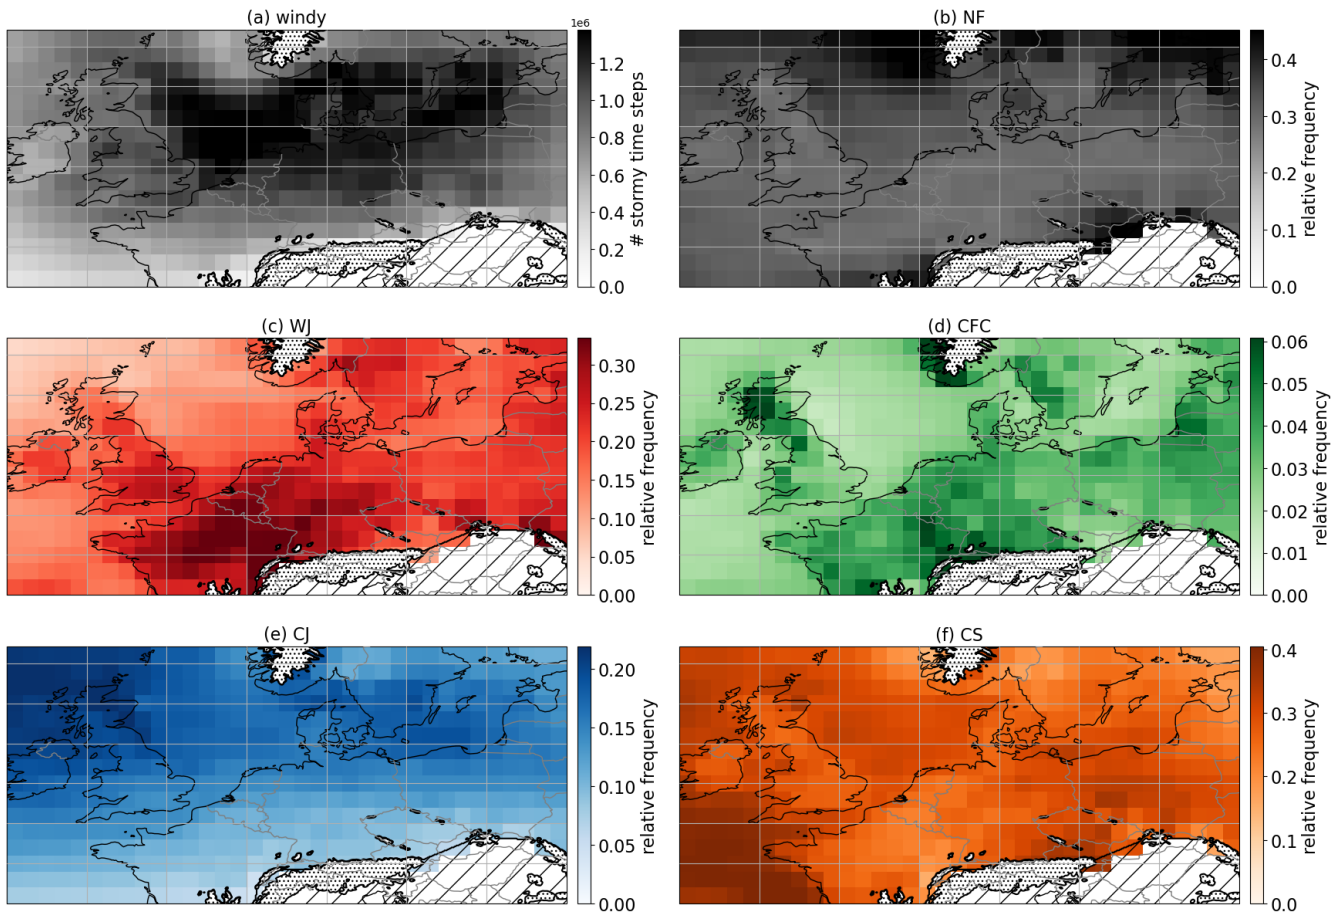 (a) windy
1e6
1.2
1.0
0.8
0.6
0.4
0.2
0.0
# stormy time steps
(b) NF
0.4
0.3
0.2
0.1
0.0
relative frequency
(c) WJ
0.30
0.25
0.20
0.15
0.10
0.05
0.00
relative frequency
(d) CFC
0.06
0.05
0.04
0.03
0.02
0.01
0.00
relative frequency
(e) CJ
0.20
0.15
0.10
0.05
0.00
relative frequency
(f) CS
0.4
0.3
0.2
0.1
0.0
relative frequency